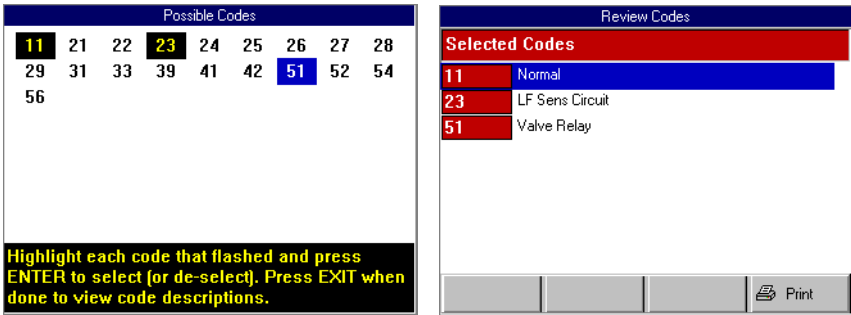 Possible Codes
11 21 22 23 24 25 26 27 28
29 31 33 39 41 42 51 52 54
56
Highlight each code that flashed and press
ENTER to select (or de-select). Press EXIT when
done to view code descriptions.
Review Codes
Selected Codes
11 Normal
23 LF Sens Circuit
51 Valve Relay
Print